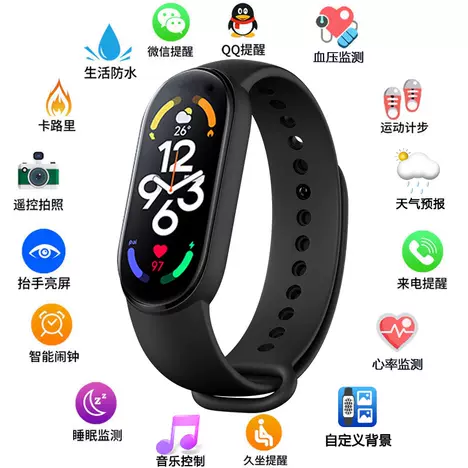 微信提醒
QQ提醒
血压监测
生活防水
卡路里
运动计步
遥控拍照
天气预报
抬手亮屏
来电提醒
智能闹钟
心率监测
睡眠监测
音乐控制
久坐提醒
自定义背景
26°
12
9
3
6
pai
97